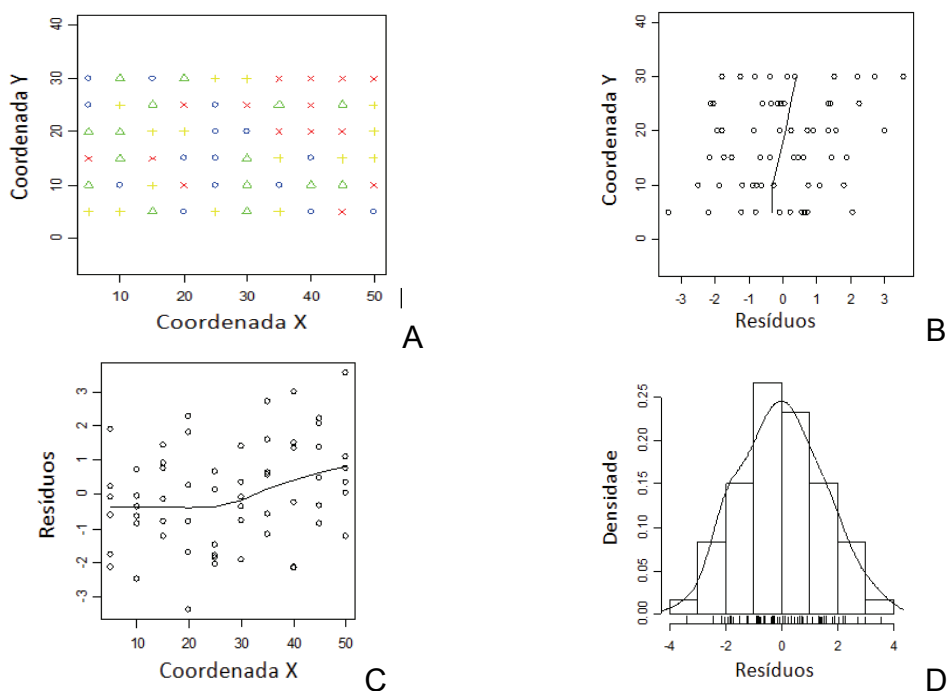 40
30
20
10
0
Coordenada Y
10 20 30 40 50
Coordenada X
A
40
30
20
10
0
Coordenada Y
-3 -2 -1 0 1 2 3
Resíduos
B
3
2
1
0
-1
-2
-3
Resíduos
10 20 30 40 50
Coordenada X
C
0.25
0.20
0.15
0.10
0.05
0.00
Densidade
-4 -2 0 2 4
Resíduos
D